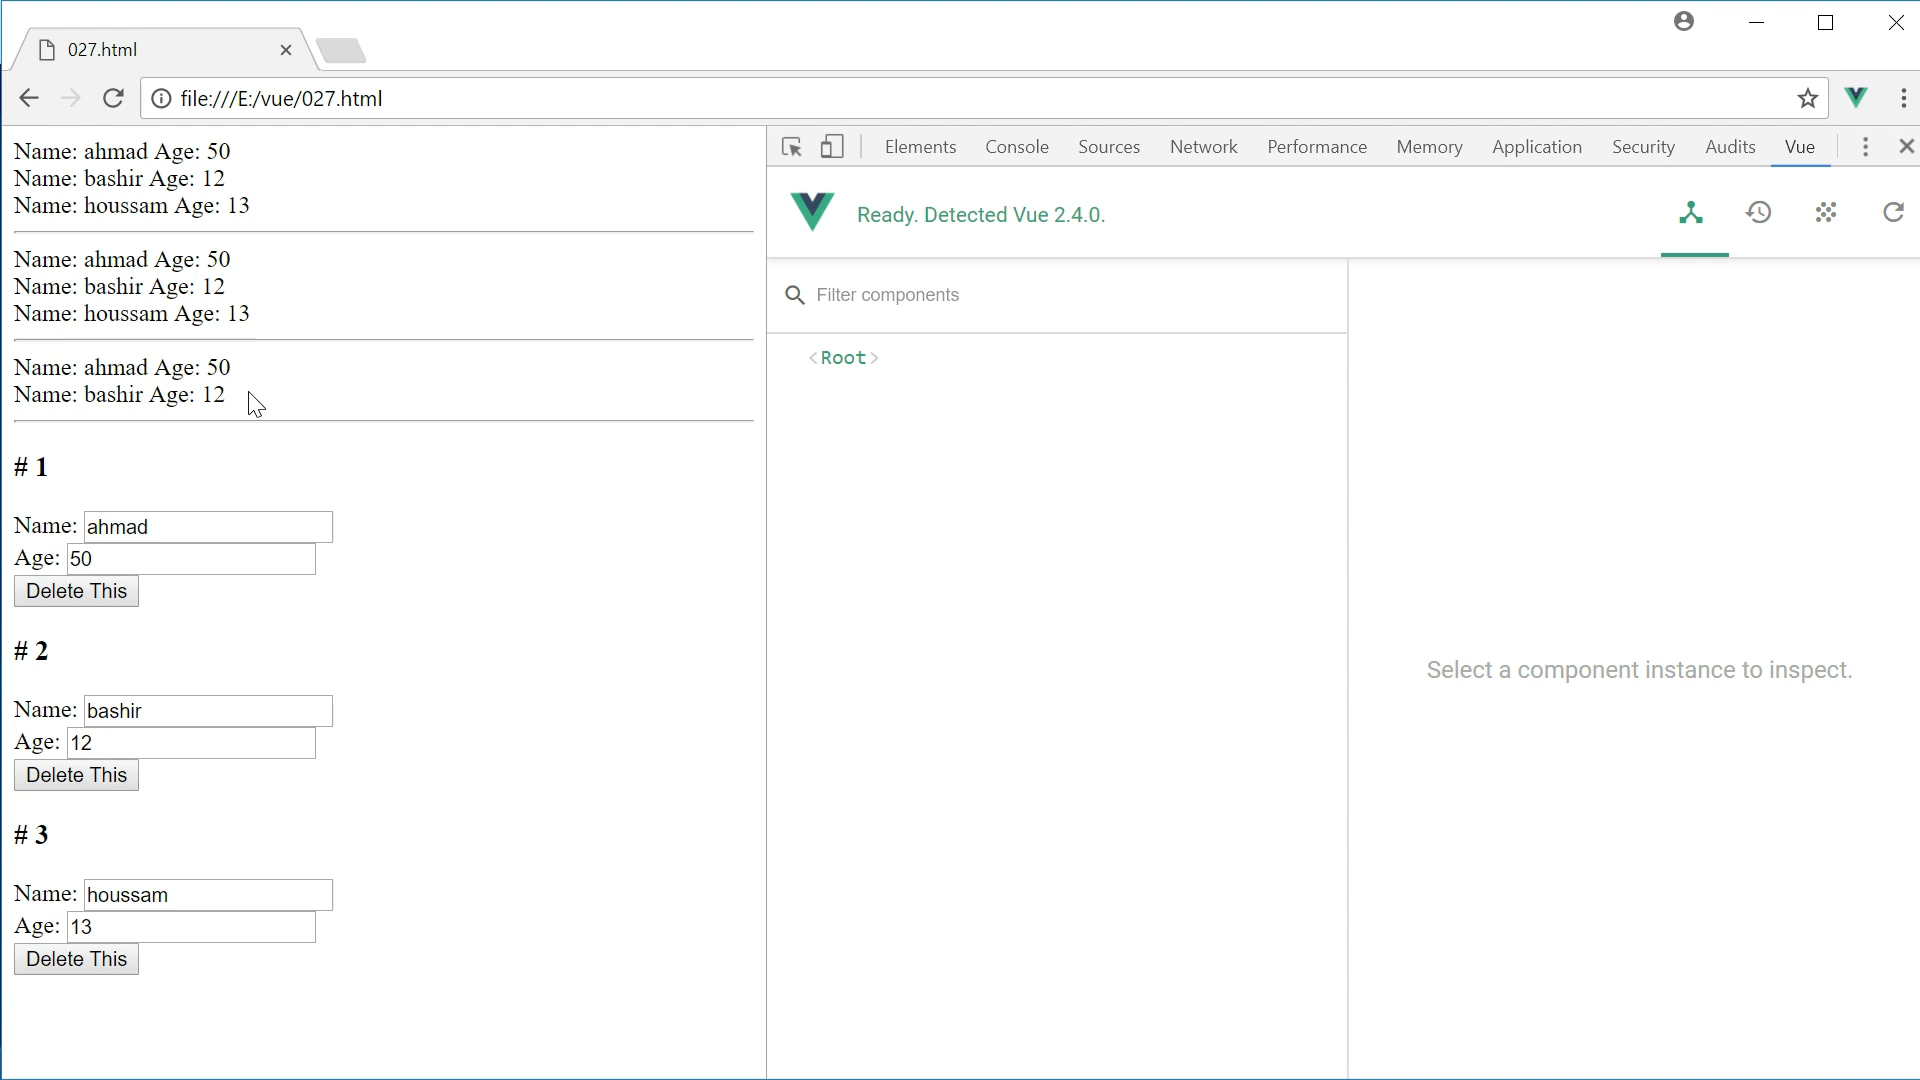 027.html
file:///E:/vue/027.html
Name: ahmad Age: 50
Name: bashir Age: 12
Name: houssam Age: 13
Name: ahmad Age: 50
Name: bashir Age: 12
Name: houssam Age: 13
Name: ahmad Age: 50
Name: bashir Age: 12
# 1
Name: ahmad
Age: 50
Delete This
# 2
Name: bashir
Age: 12
Delete This
# 3
Name: houssam
Age: 13
Delete This
Elements Console Sources Network Performance Memory Application Security Audits Vue
Ready. Detected Vue 2.4.0.
Filter components
<Root>
Select a component instance to inspect.